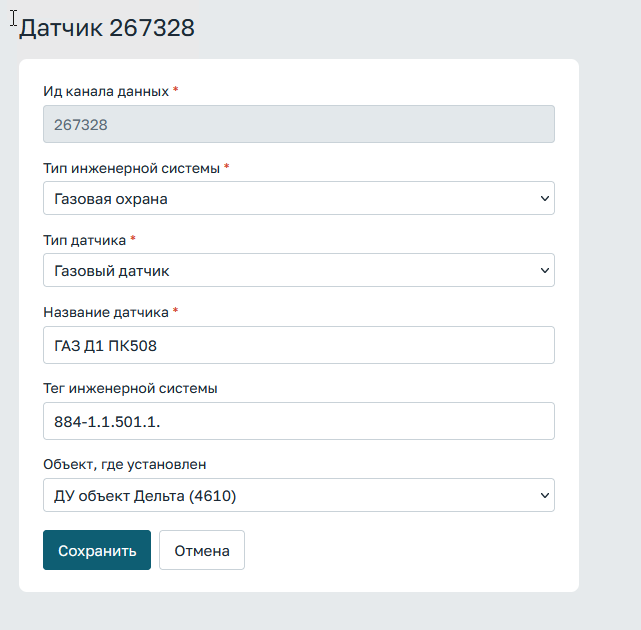 Датчик 267328
Ид канала данных *
267328
Тип инженерной системы *
Газовая охрана
Тип датчика *
Газовый датчик
Название датчика *
ГАЗ Д1 ПК508
Тег инженерной системы
884-1.1.501.1.
Объект, где установлен
ДУ объект Дельта (4610)
Сохранить Отмена